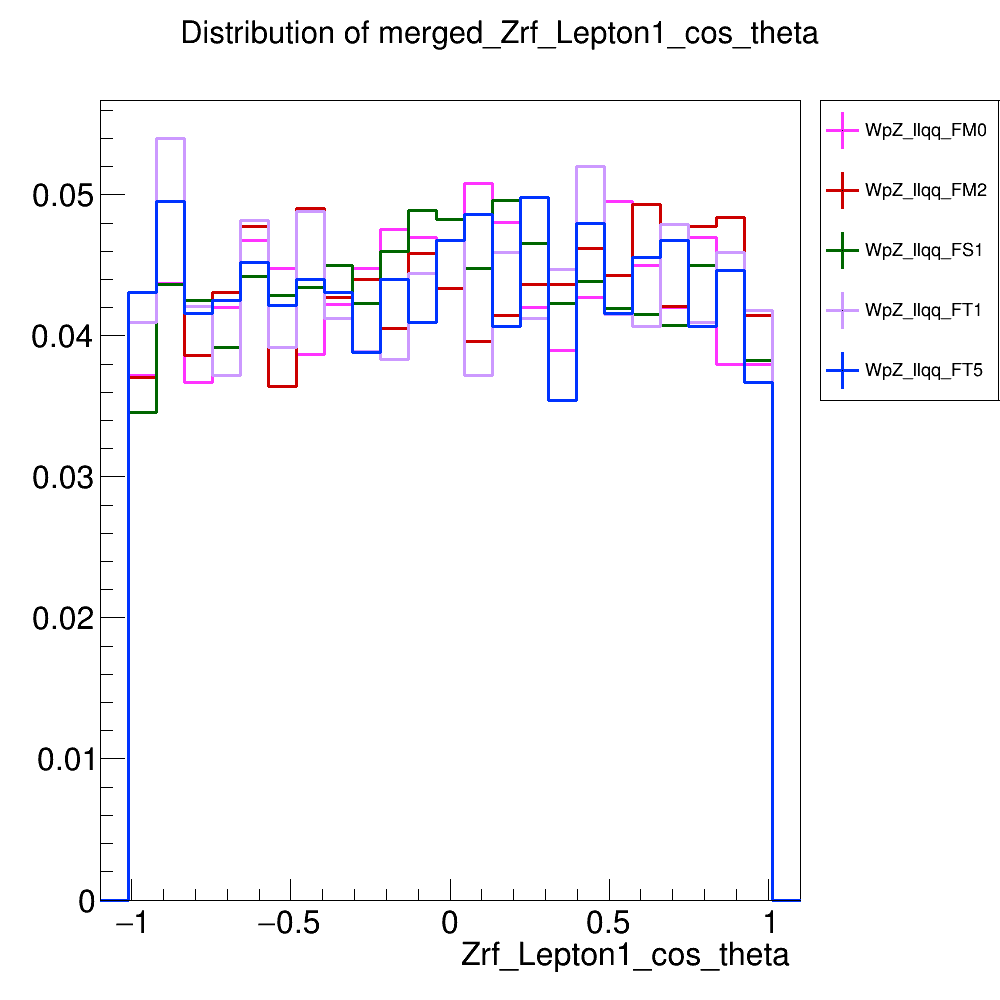 Distribution of merged_Zrf_Lepton1_cos_theta
WpZ_llqq_FM0
WpZ_llqq_FM2
WpZ_llqq_FS1
WpZ_llqq_FT1
WpZ_llqq_FT5
0.05
0.04
0.03
0.02
0.01
0
−1 −0.5 0 0.5 1
Zrf_Lepton1_cos_theta